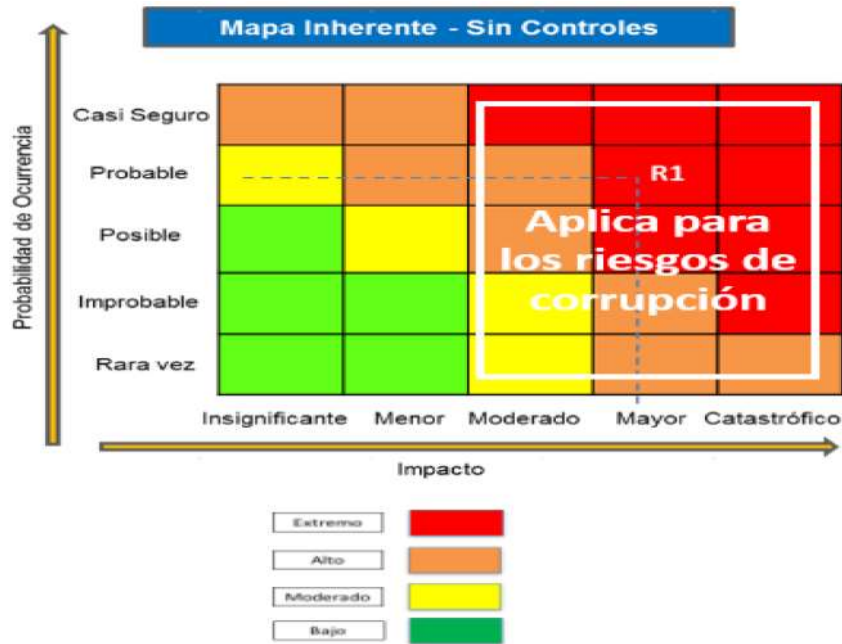 Mapa Inherente - Sin Controles
Probabilidad de Ocurrencia
Casi Seguro
Probable
R1
Posible
Aplica para
los riesgos de
corrupción
Improbable
Rara vez
Insignificante Menor Moderado Mayor Catastrófico
Impacto
Extremo
Alto
Moderado
Bajo